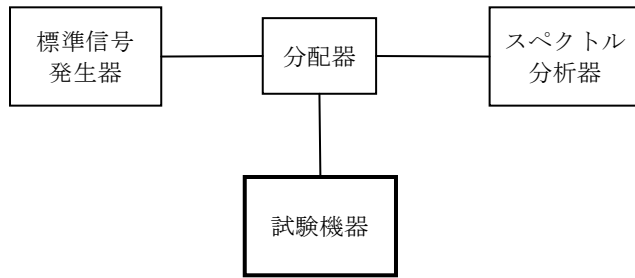 標準信号
発生器
分配器
スペクトル
分析器
試験機器